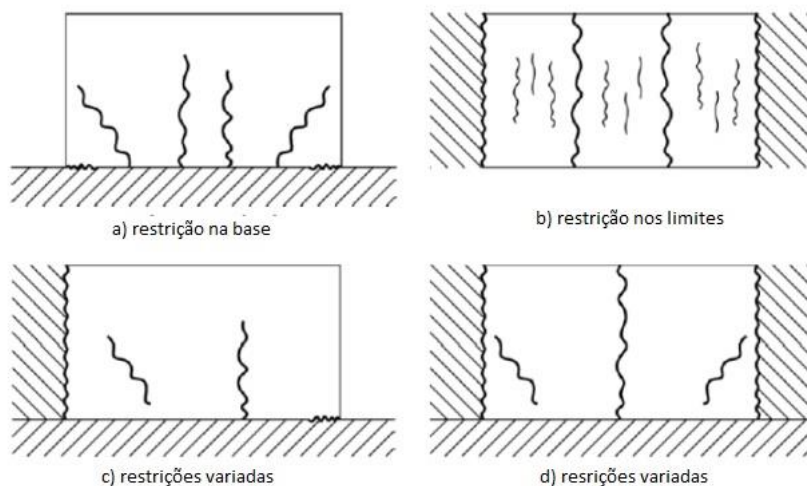 a) restrição na base
b) restrição nos limites
c) restrições variadas
d) resrições variadas